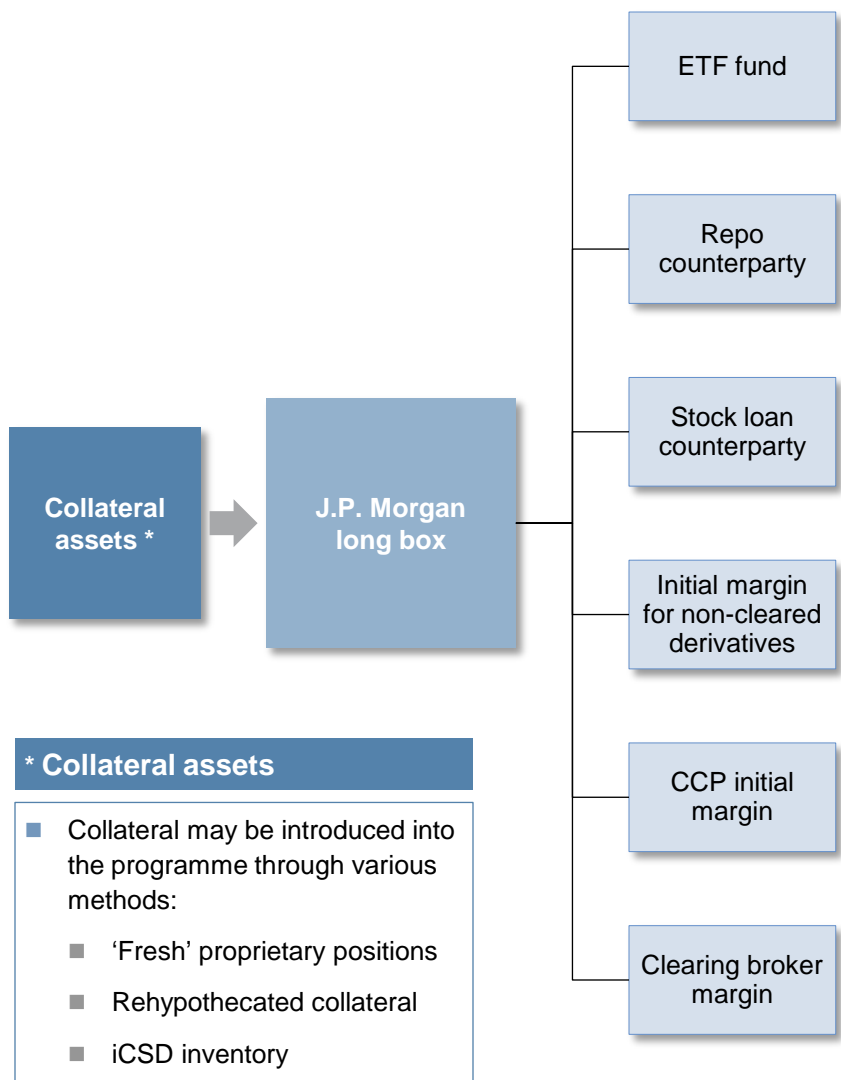 ETF fund
Repo
counterparty
Stock loan
counterparty
Collateral
assets *
J.P. Morgan
long box
Initial margin
for non-cleared
derivatives
CCP initial
margin
Clearing broker
margin
* Collateral assets
Collateral may be introduced into
the programme through various
methods:
‘Fresh’ proprietary positions
Rehypothecated collateral
iCSD inventory